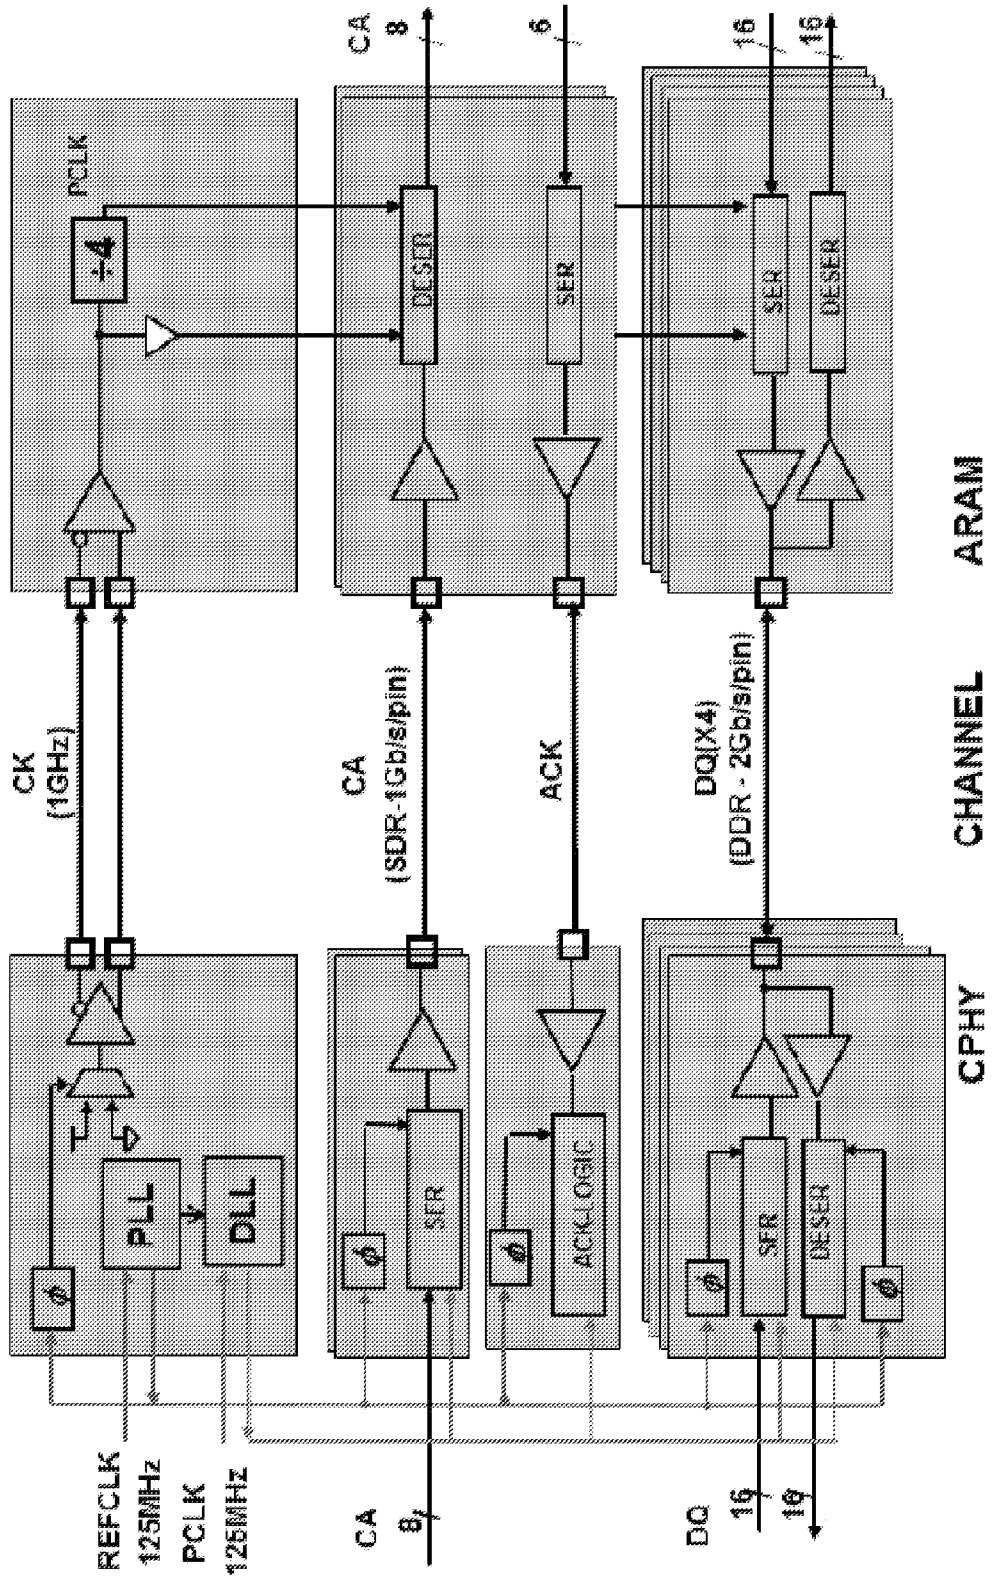 REFCLK
125MHz
PCLK
125MHz
ϕ
PLL
DLL
CK
(1GHz)
÷4
PCLK
CA
8
ϕ
SER
CA
(SDR-1Gb/s/pin)
DESER
CA
8
ϕ
ACKLOGIC
ACK
SER
6
DQ
16
16
ϕ
SER
DESER
ϕ
DQ(X4)
(DDR - 2Gb/s/pin)
SER
DESER
16
16
CPHY
CHANNEL
ARAM